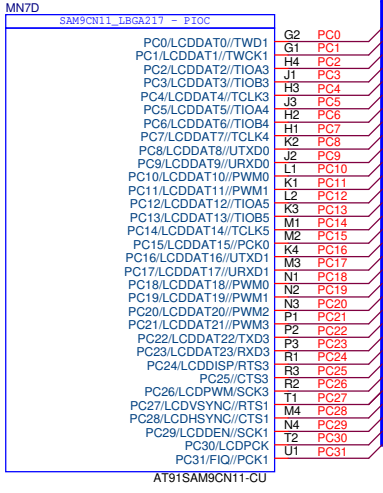 MN7D
SAM9CN11_LBGA217 - PIOC
PC0/LCDDAT0//TWD1 G2 PC0
PC1/LCDDAT1//TWCK1 G1 PC1
PC2/LCDDAT2//TIOA3 H4 PC2
PC3/LCDDAT3//TIOB3 J1 PC3
PC4/LCDDAT4//TCLK3 H3 PC4
PC5/LCDDAT5//TIOA4 J3 PC5
PC6/LCDDAT6//TIOB4 H2 PC6
PC7/LCDDAT7//TCLK4 H1 PC7
PC8/LCDDAT8//UTXD0 K2 PC8
PC9/LCDDAT9//URXD0 J2 PC9
PC10/LCDDAT10//PWM0 L1 PC10
PC11/LCDDAT11//PWM1 K1 PC11
PC12/LCDDAT12//TIOA5 L2 PC12
PC13/LCDDAT13//TIOB5 K3 PC13
PC14/LCDDAT14//TCLK5 M1 PC14
PC15/LCDDAT15//PCK0 M2 PC15
PC16/LCDDAT16//UTXD1 K4 PC16
PC17/LCDDAT17//URXD1 M3 PC17
PC18/LCDDAT18//PWM0 N1 PC18
PC19/LCDDAT19//PWM1 N2 PC19
PC20/LCDDAT20//PWM2 N3 PC20
PC21/LCDDAT21//PWM3 P1 PC21
PC22/LCDDAT22/TXD3 P2 PC22
PC23/LCDDAT23/RXD3 P3 PC23
PC24/LCDDISP/RTS3 R1 PC24
PC25//CTS3 R3 PC25
PC26/LCDPWM/SCK3 R2 PC26
PC27/LCDVSYNC//RTS1 T1 PC27
PC28/LCDHSYNC//CTS1 M4 PC28
PC29/LCDDEN//SCK1 N4 PC29
PC30/LCDPCK T2 PC30
PC31/FIQ//PCK1 U1 PC31
AT91SAM9CN11-CU